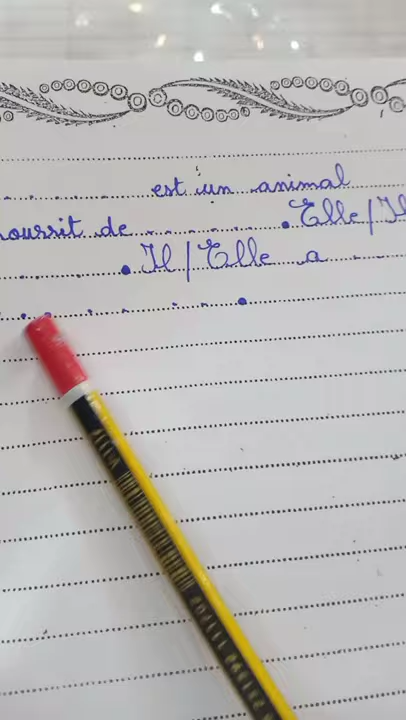 ........ est un animal
nourrit de ............ . Elle/Il
........ . Il/Elle a ......
............ .